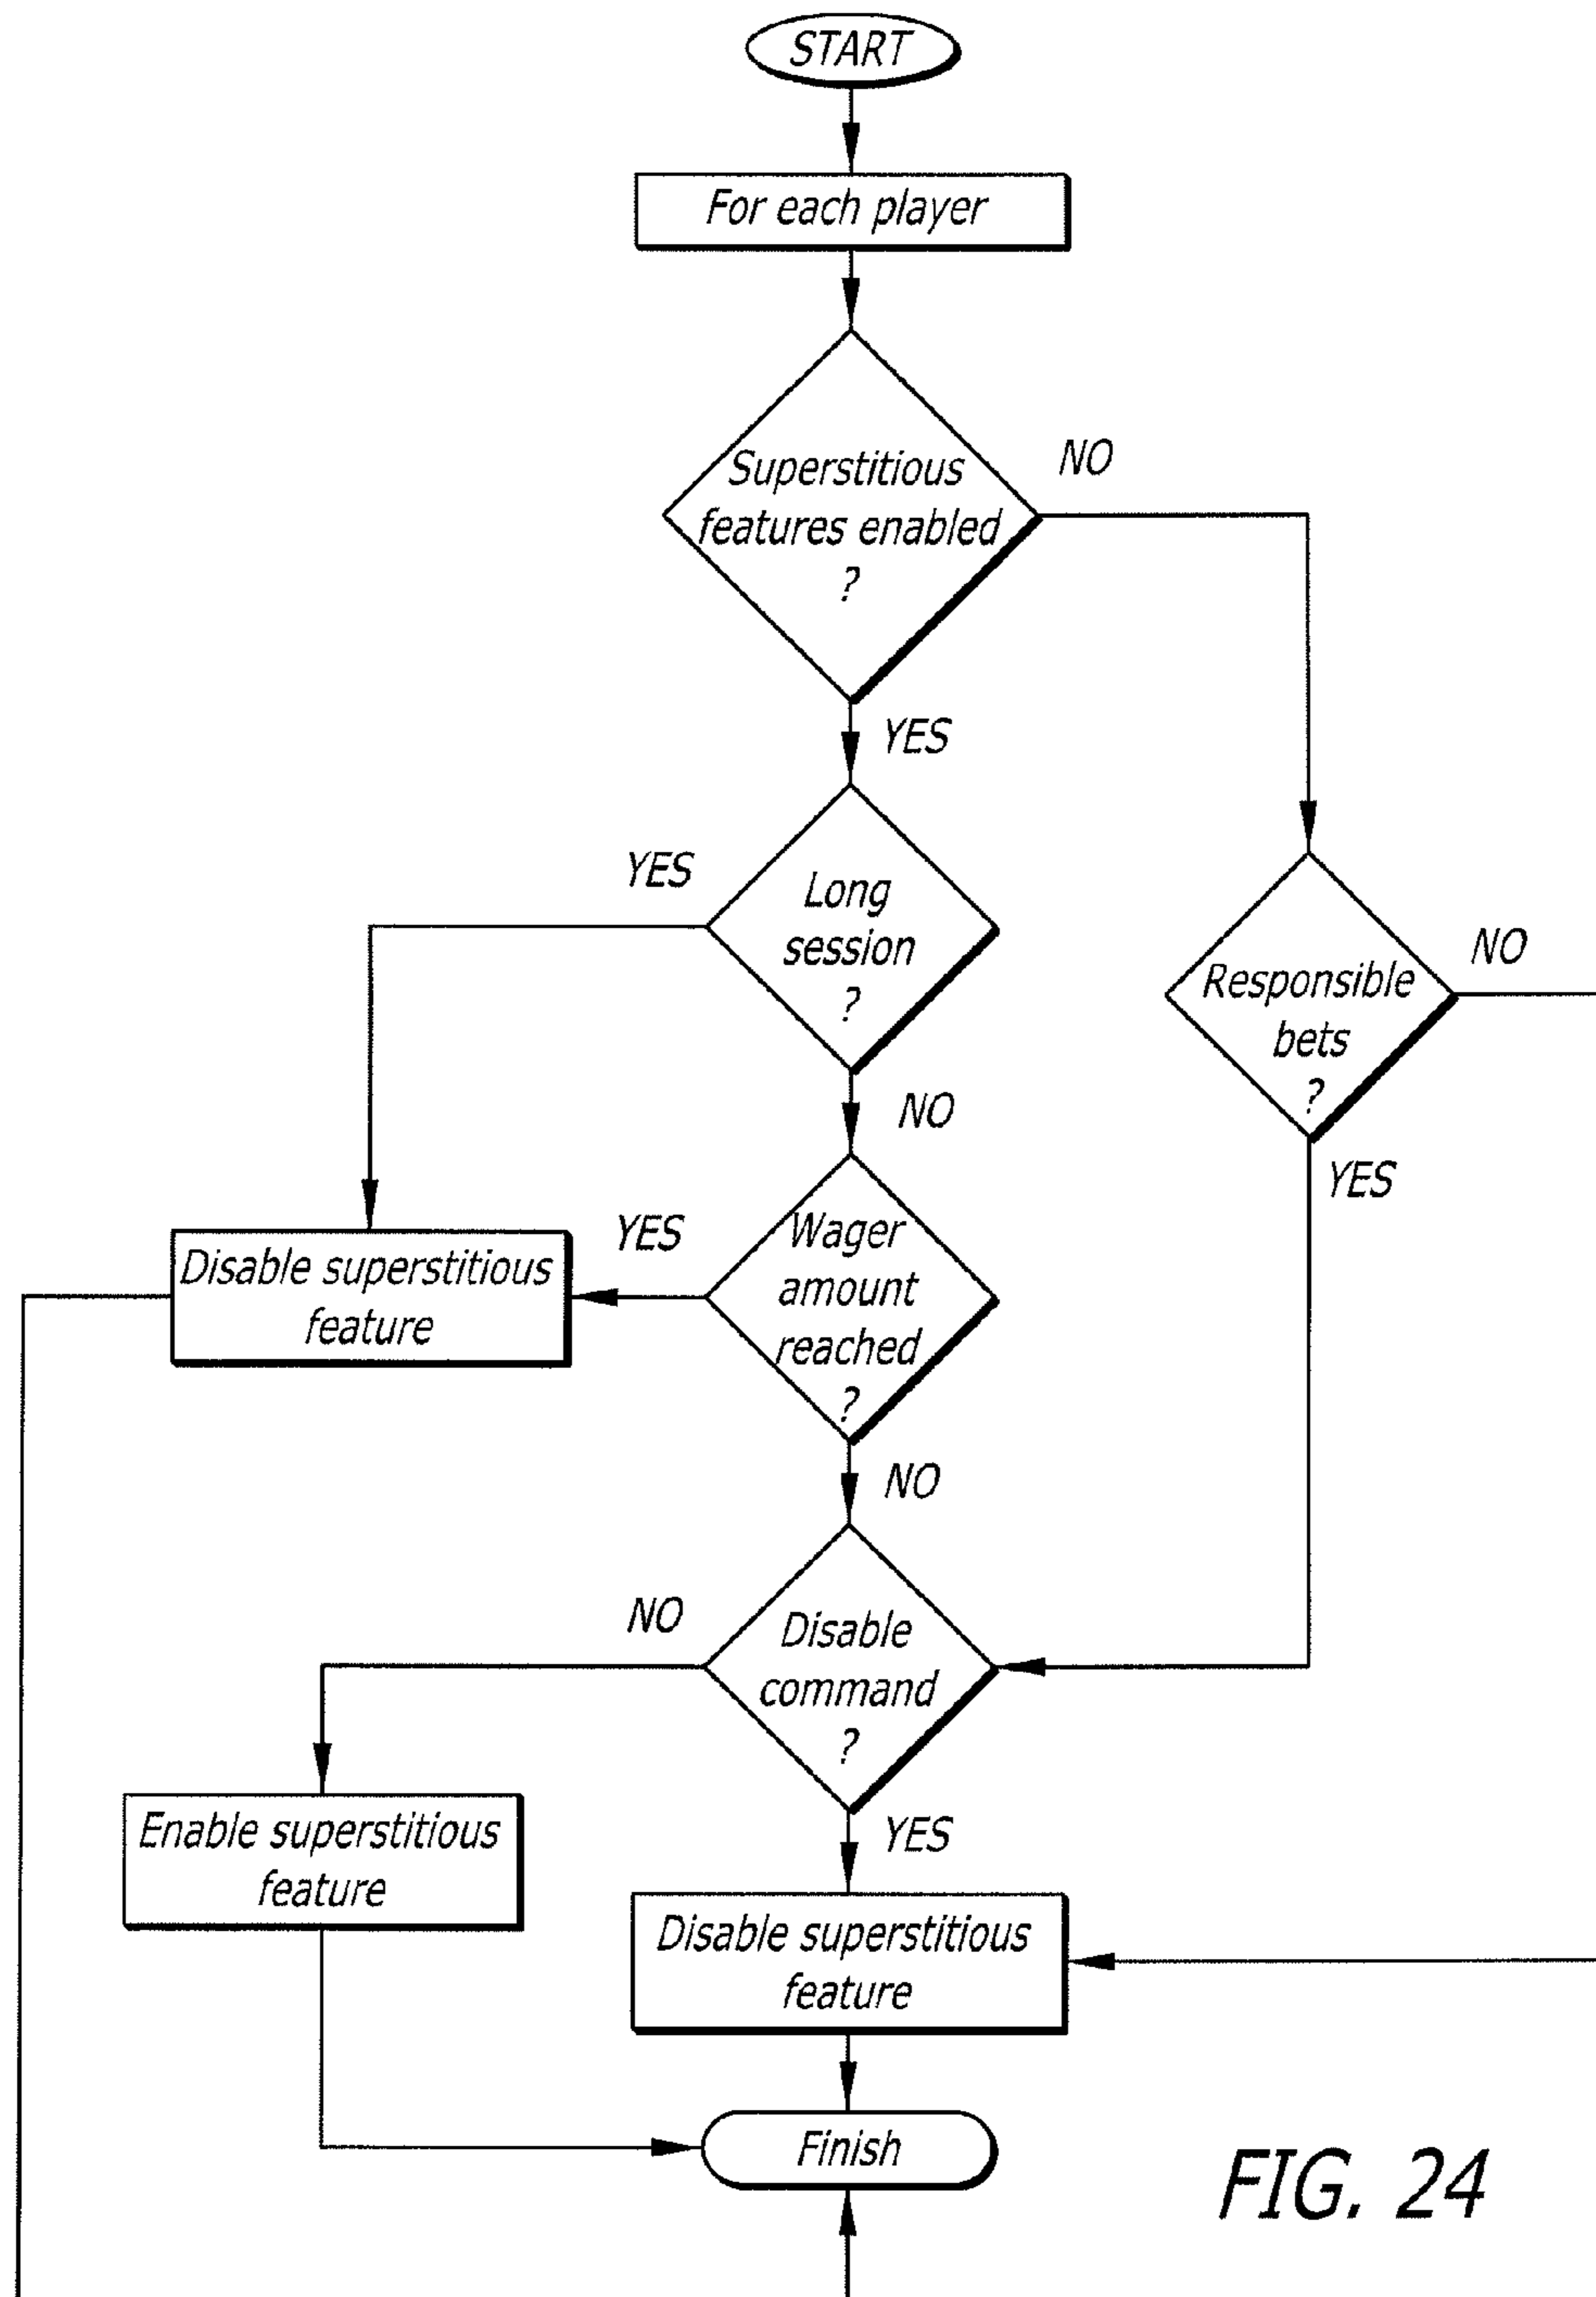 START
For each player
Superstitious
features enabled
?
NO
YES
YES
Long
session
?
NO
Responsible
bets
?
NO
YES
YES
Wager
amount
reached
?
Disable superstitious
feature
NO
NO
Disable
command
?
Enable superstitious
feature
YES
Disable superstitious
feature
Finish
FIG. 24